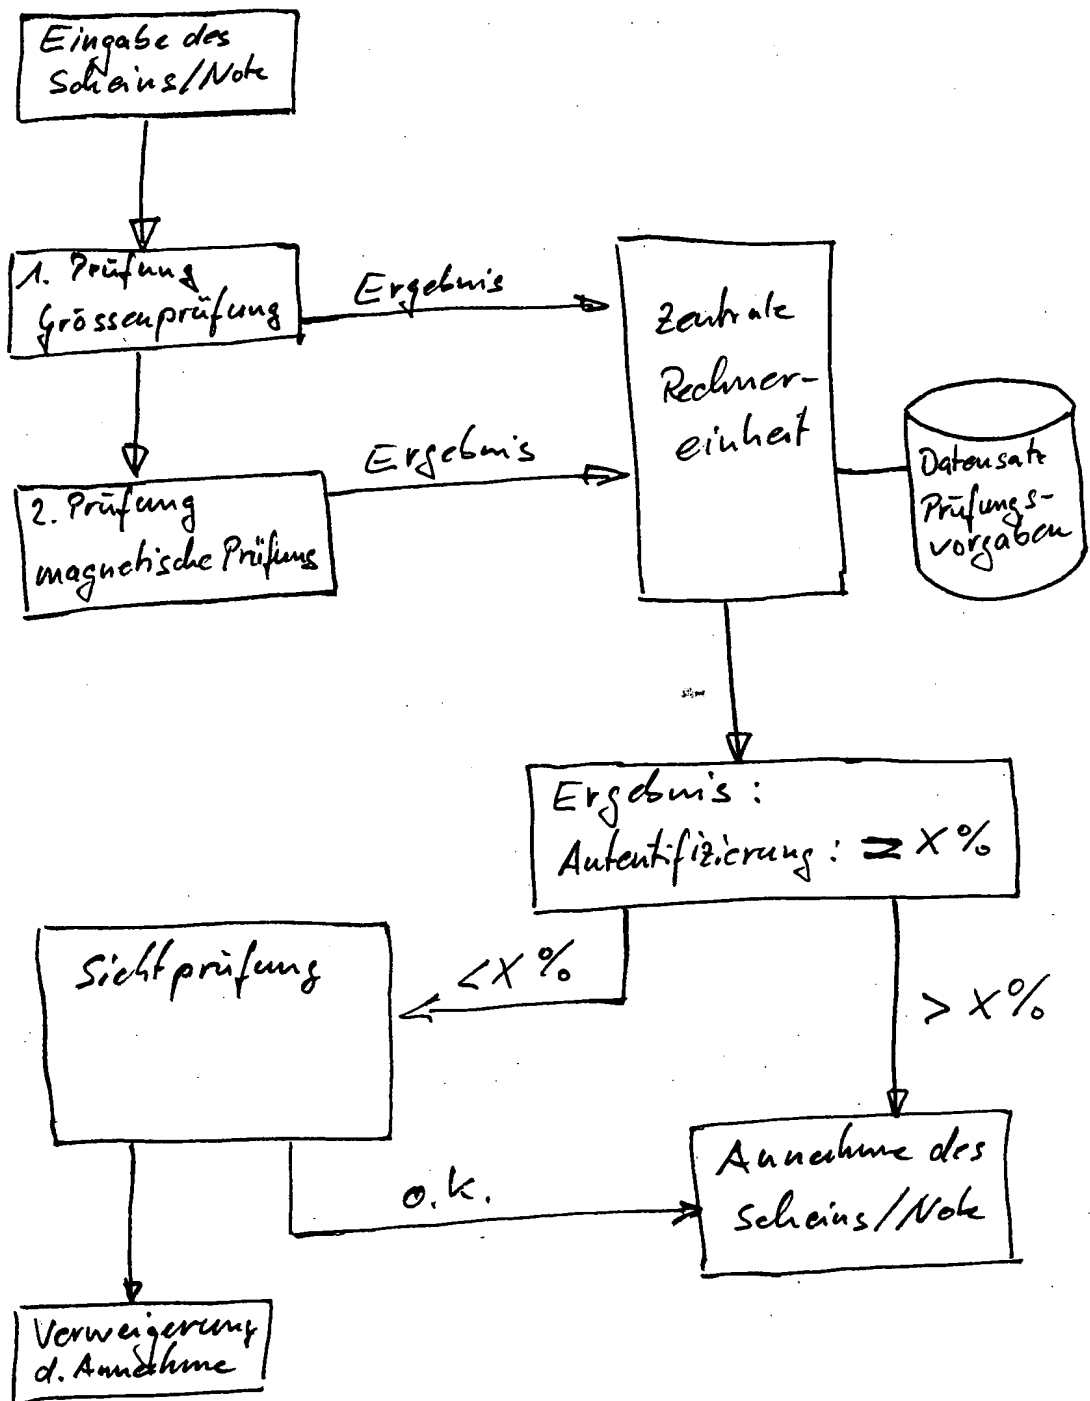 Eingabe des
Scheins/Note
1. Prüfung
Grössenprüfung
Ergebnis
Zentrale
Rechner-
einheit
2. Prüfung
magnetische Prüfung
Ergebnis
Datensatz
Prüfungs-
vorgaben
Ergebnis:
Autentifizierung: = X%
Sichtprüfung
<X%
> X%
o.k.
Annahme des
Scheins/Note
Verweigerung
d. Annahme